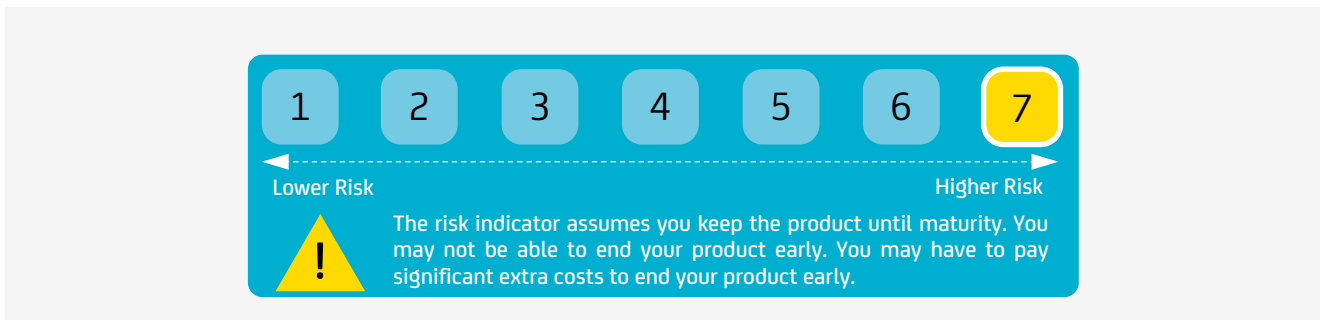 1 2 3 4 5 6 7
Lower Risk Higher Risk
! The risk indicator assumes you keep the product until maturity. You
may not be able to end your product early. You may have to pay
significant extra costs to end your product early.